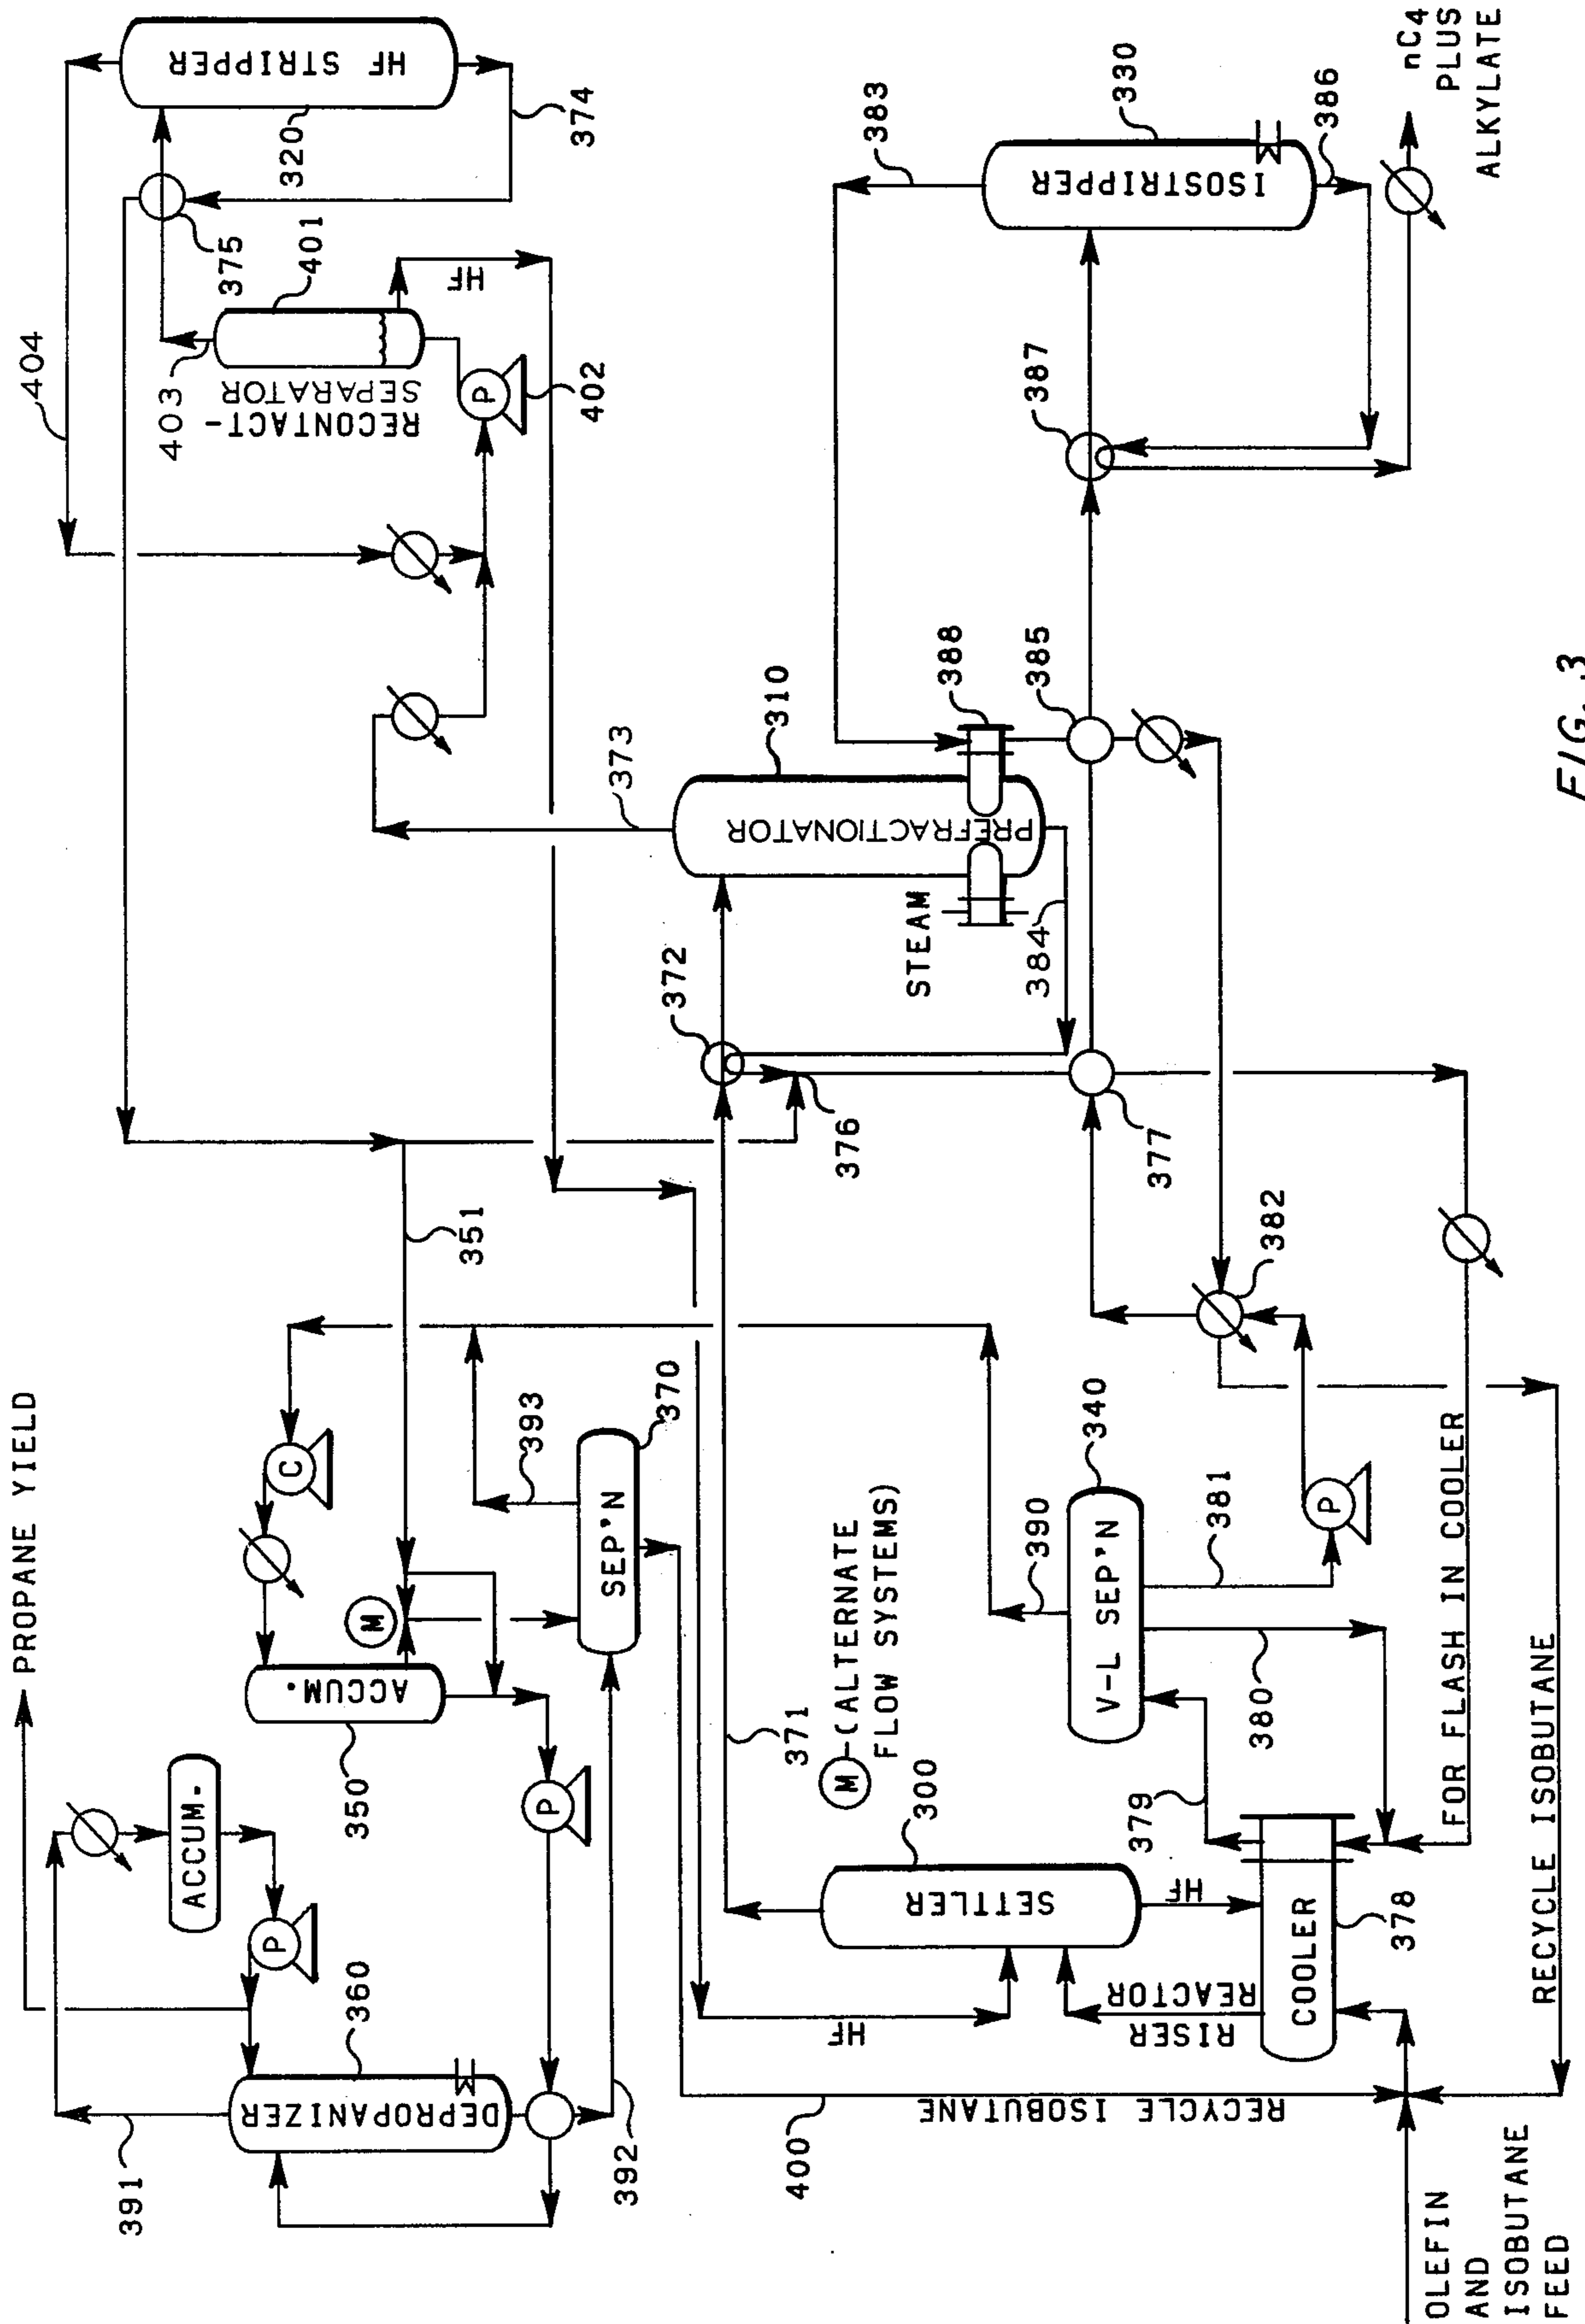 PROPANE YIELD
391
ACCUM.
P
DEPROPANIZER
360
392
350
ACCUM.
C
M
P
351
393
SEP'N
370
404
HF STRIPPER
320
374
375
401
403
RECONTACT-
SEPARATOR
HF
P
402
373
310
PREFRACTIONATOR
388
STEAM
384
385
372
376
377
382
383
ISOSTRIPPER
330
386
387
nC4
PLUS
ALKYLATE
371
M-(ALTERNATE
FLOW SYSTEMS)
300
SETTLER
HF
HF
RISER
REACTOR
COOLER
378
379
V-L SEP'N
340
390
380
381
P
FOR FLASH IN COOLER
RECYCLE ISOBUTANE
400
RECYCLE ISOBUTANE
OLEFIN
AND
ISOBUTANE
FEED
FIG. 3